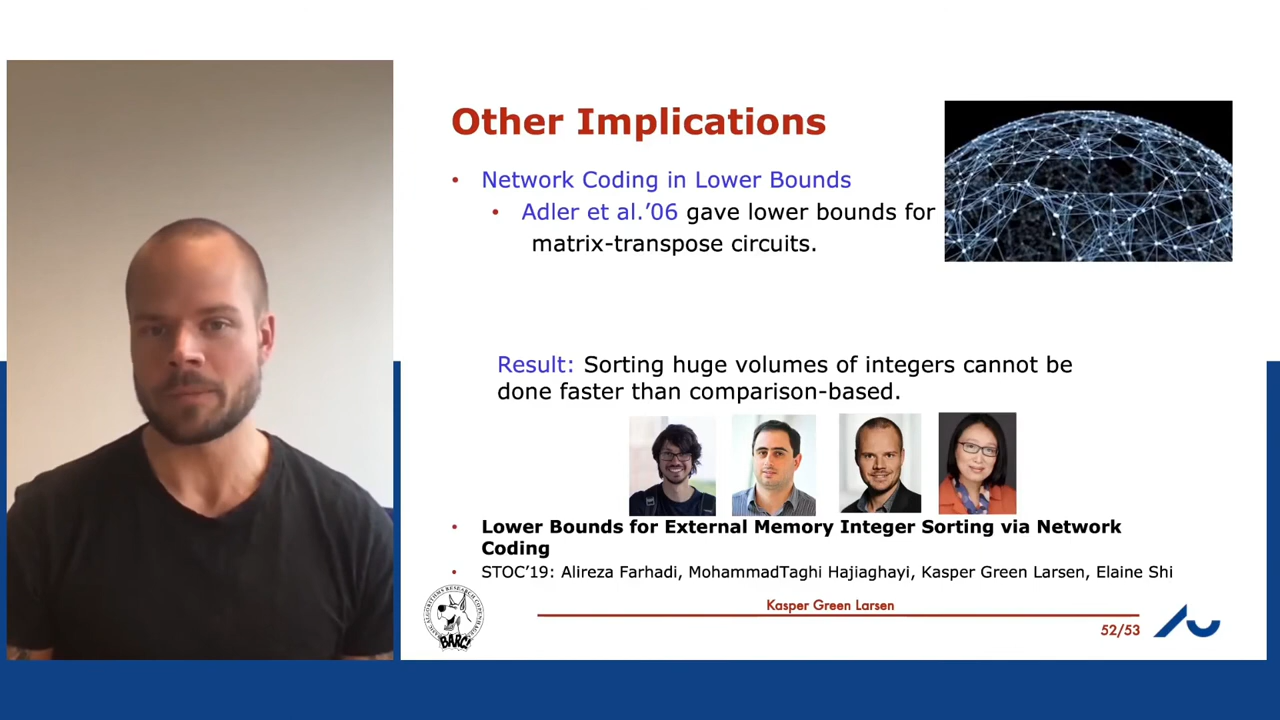 Other Implications
• Network Coding in Lower Bounds
• Adler et al.’06 gave lower bounds for
matrix-transpose circuits.
Result: Sorting huge volumes of integers cannot be
done faster than comparison-based.
• Lower Bounds for External Memory Integer Sorting via Network
Coding
• STOC’19: Alireza Farhadi, MohammadTaghi Hajiaghayi, Kasper Green Larsen, Elaine Shi
BARC
Kasper Green Larsen
52/53